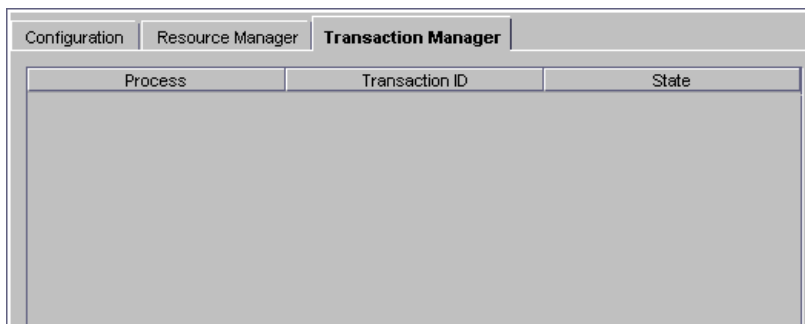 Configuration Resource Manager Transaction Manager
Process Transaction ID State